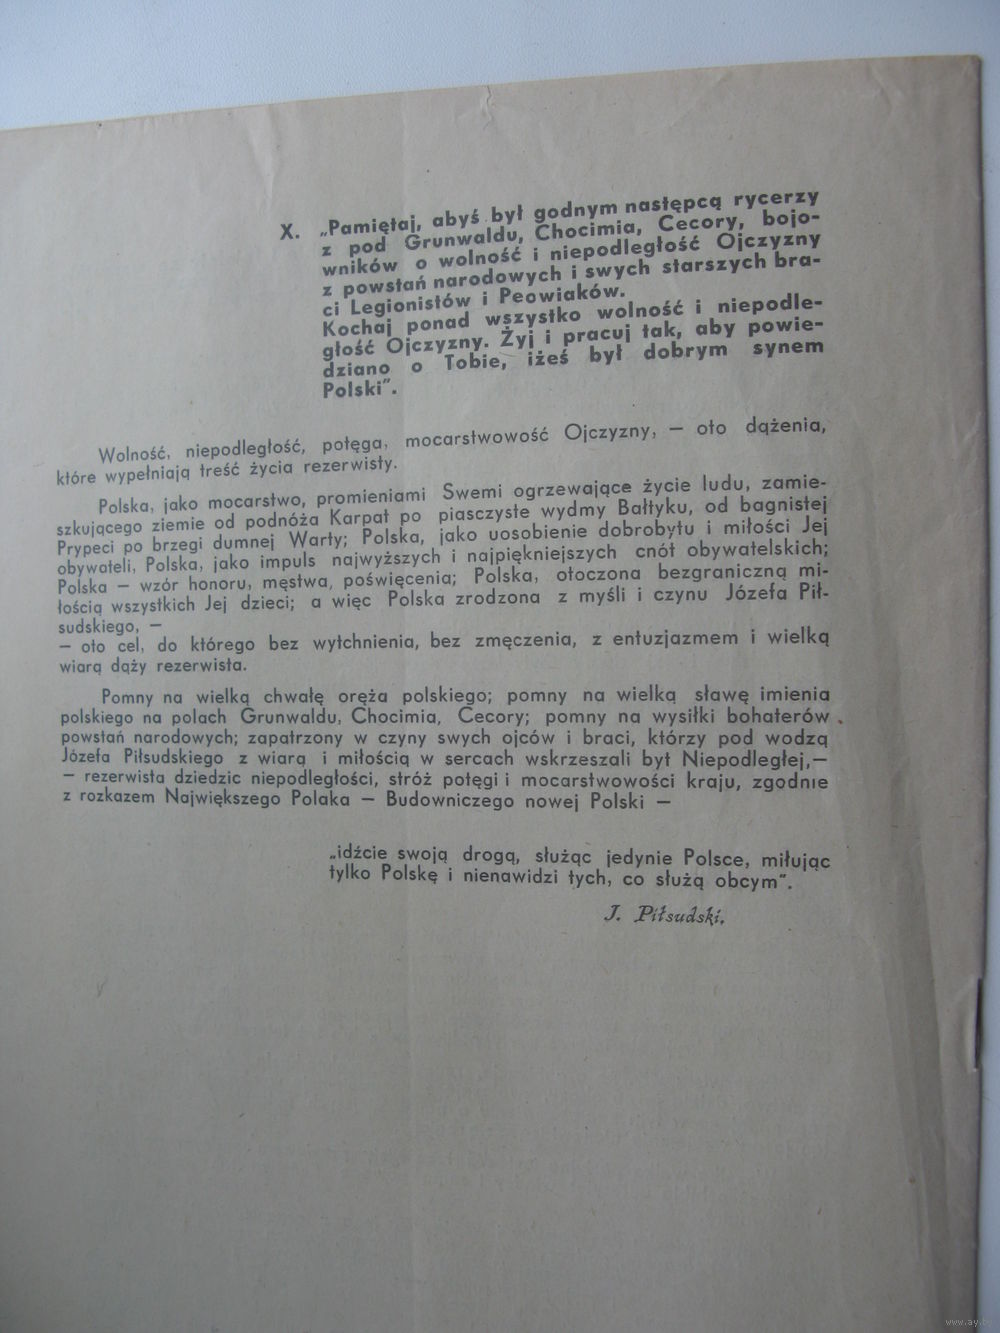 X. „Pamiętaj, abyś był godnym następcą rycerzy
z pod Grunwaldu, Chocimia, Cecory, bojo-
wników o wolność i niepodległość Ojczyzny
z powstań narodowych i swych starszych bra-
ci Legionistów i Peowiaków.
Kochaj ponad wszystko wolność i niepodle-
głość Ojczyzny. Żyj i pracuj tak, aby powie-
dziano o Tobie, iżeś był dobrym synem
Polski".
Wolność, niepodległość, potęga, mocarstwowość Ojczyzny, — oto dążenia,
które wypełniają treść życia rezerwisty.
Polska, jako mocarstwo, promieniami Swemi ogrzewające życie ludu, zamie-
szkującego ziemie od podnóża Karpat po piasczyste wydmy Bałtyku, od bagnistej
Prypeci po brzegi dumnej Warty; Polska, jako uosobienie dobrobytu i miłości Jej
obywateli, Polska, jako impuls najwyższych i najpiękniejszych cnót obywatelskich;
Polska — wzór honoru, męstwa, poświęcenia; Polska, otoczona bezgraniczną mi-
łością wszystkich Jej dzieci; a więc Polska zrodzona z myśli i czynu Józefa Pił-
sudskiego, —
— oto cel, do którego bez wytchnienia, bez zmęczenia, z entuzjazmem i wielką
wiarą dąży rezerwista.
Pomny na wielką chwałę oręża polskiego; pomny na wielką sławę imienia
polskiego na polach Grunwaldu, Chocimia, Cecory; pomny na wysiłki bohaterów
powstań narodowych; zapatrzony w czyny swych ojców i braci, którzy pod wodzą
Józefa Piłsudskiego z wiarą i miłością w sercach wskrzeszali byt Niepodległej,—
— rezerwista dziedzic niepodległości, stróż potęgi i mocarstwowości kraju, zgodnie
z rozkazem Największego Polaka — Budowniczego nowej Polski —
„idźcie swoją drogą, służąc jedynie Polsce, miłując
tylko Polskę i nienawidzi tych, co służą obcym".
J. Piłsudski.